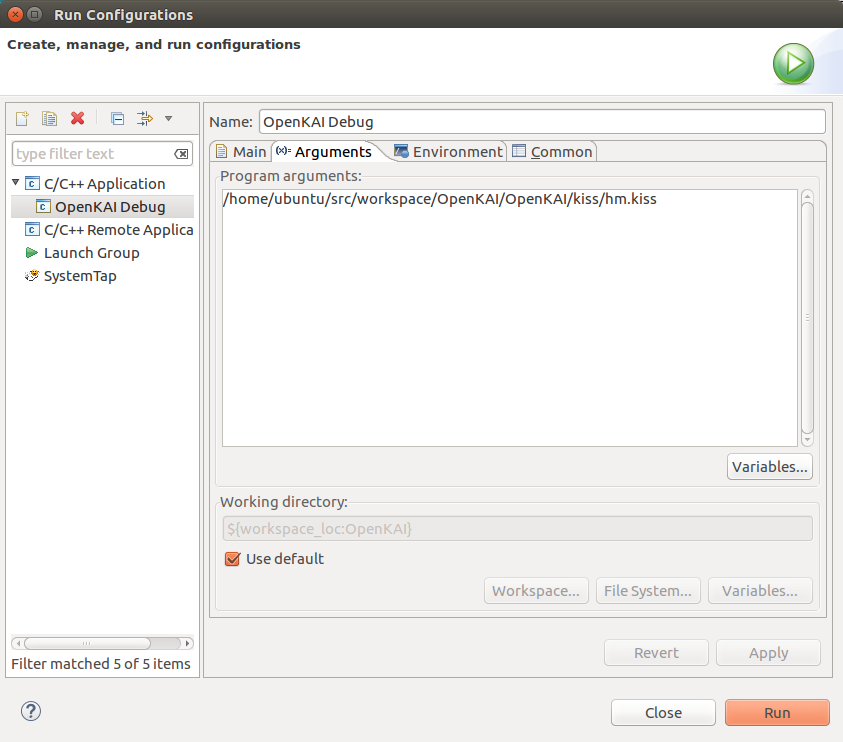 Run Configurations
Create, manage, and run configurations
type filter text
C/C++ Application
OpenKAI Debug
C/C++ Remote Applica
Launch Group
SystemTap
Filter matched 5 of 5 items
Name: OpenKAI Debug
Main (x)= Arguments Environment Common
Program arguments:
/home/ubuntu/src/workspace/OpenKAI/OpenKAI/kiss/hm.kiss
Variables...
Working directory:
${workspace_loc:OpenKAI}
Use default
Workspace... File System... Variables...
Revert Apply
? Close Run